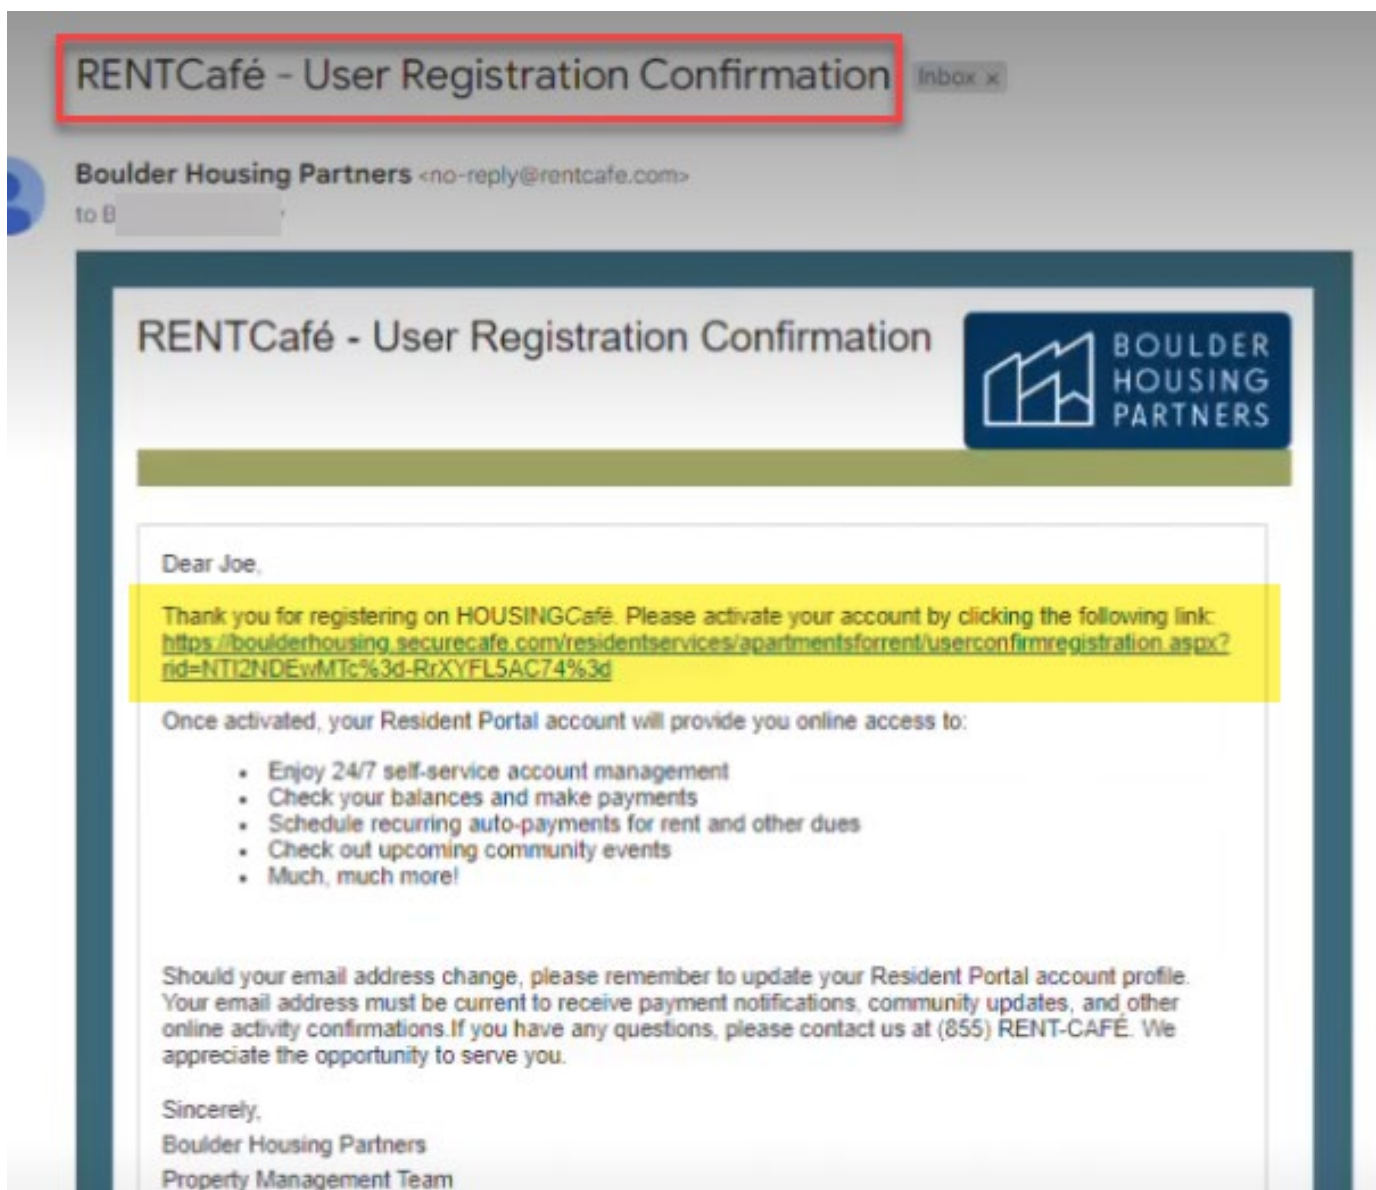 RENTCafé - User Registration Confirmation Inbox x
Boulder Housing Partners <no-reply@rentcafe.com>
to B
RENTCafé - User Registration Confirmation
BOULDER
HOUSING
PARTNERS
Dear Joe,
Thank you for registering on HOUSINGCafé. Please activate your account by clicking the following link:
https://boulderhousing.securecafe.com/residentservices/apartmentsforrent/userconfirmregistration.aspx?
rid=NTI2NDEwMTc%3d-RrXYFL5AC74%3d
Once activated, your Resident Portal account will provide you online access to:
• Enjoy 24/7 self-service account management
• Check your balances and make payments
• Schedule recurring auto-payments for rent and other dues
• Check out upcoming community events
• Much, much more!
Should your email address change, please remember to update your Resident Portal account profile.
Your email address must be current to receive payment notifications, community updates, and other
online activity confirmations.If you have any questions, please contact us at (855) RENT-CAFÉ. We
appreciate the opportunity to serve you.
Sincerely,
Boulder Housing Partners
Property Management Team